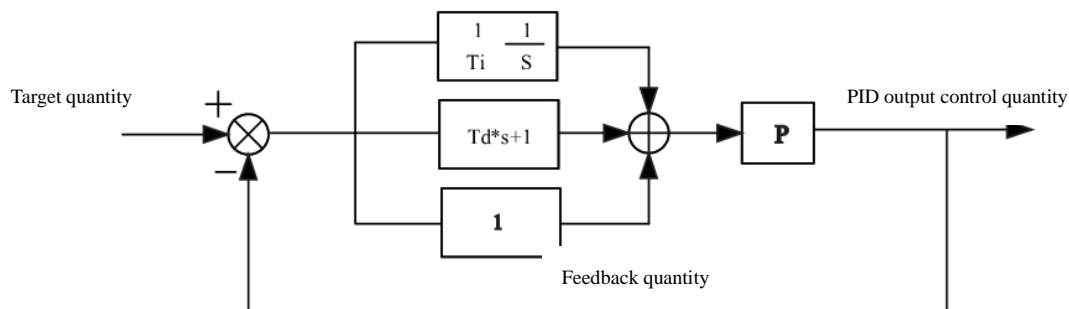 1 1
Ti S
Target quantity
PID output control quantity
+
Td*s+1
P
−
1
Feedback quantity